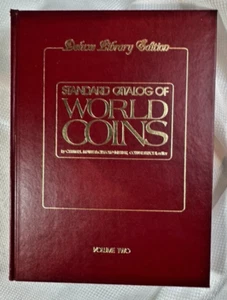 Deluxe Library Edition
STANDARD CATALOG OF
WORLD
COINS
VOLUME TWO